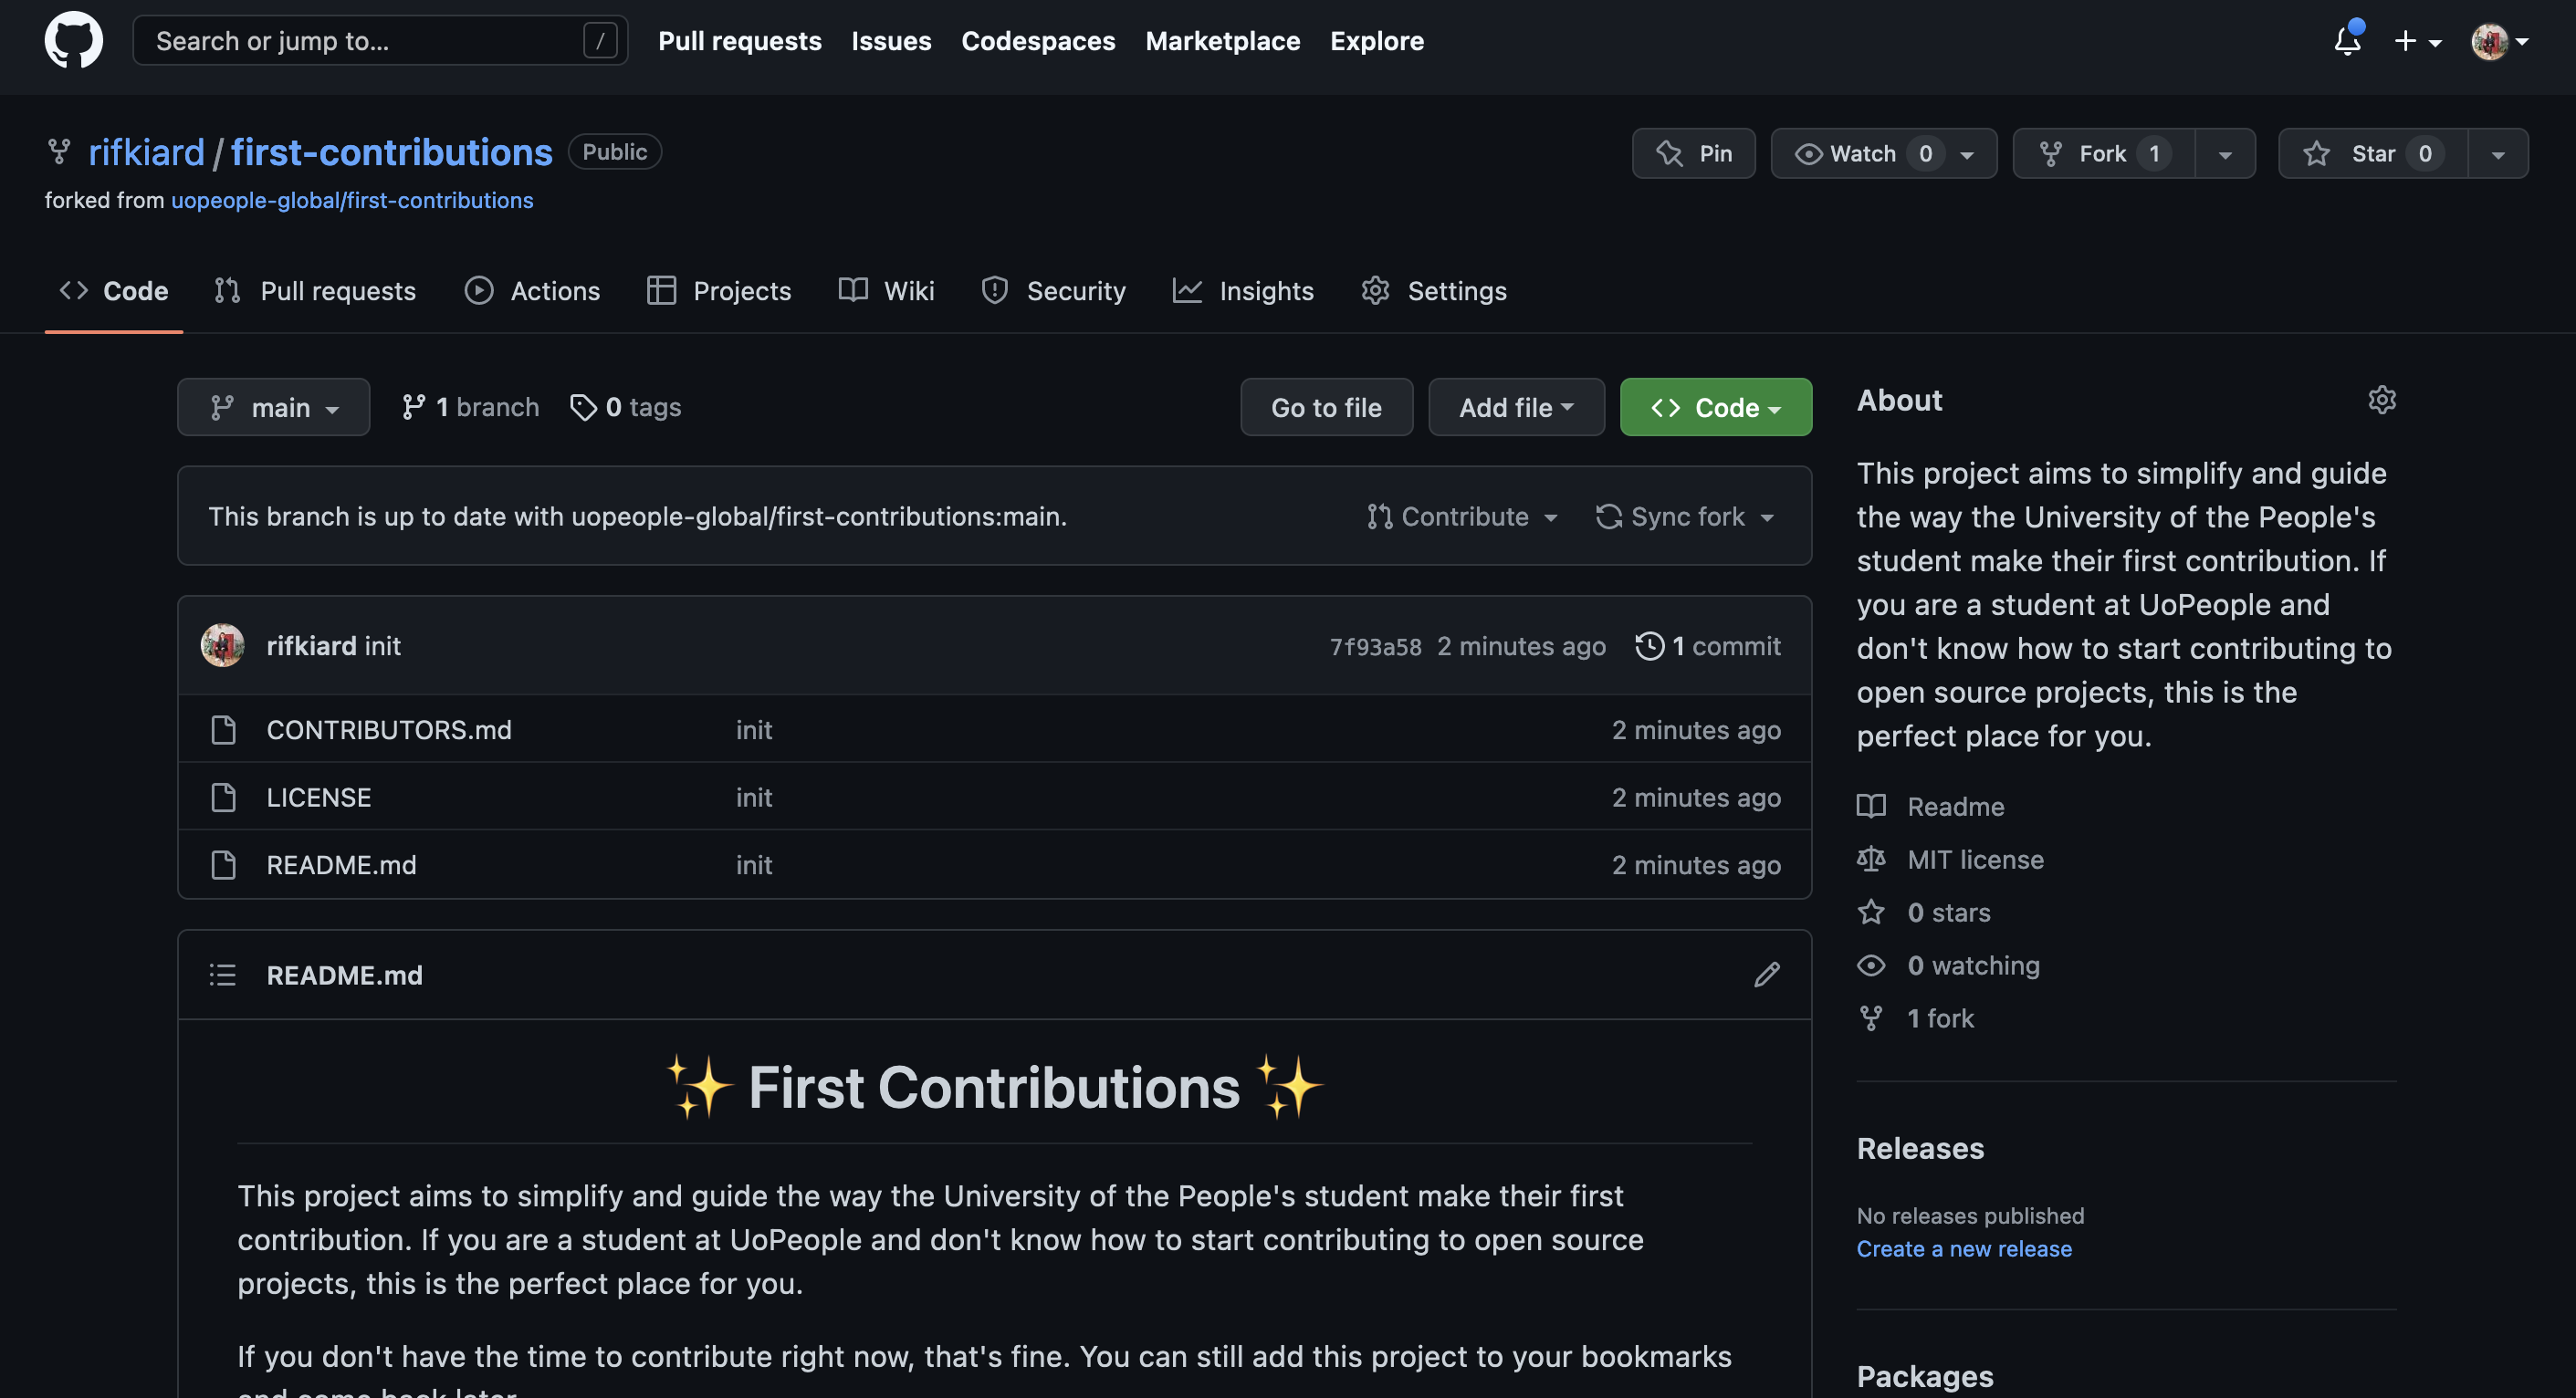 Search or jump to... /
Pull requests Issues Codespaces Marketplace Explore
rifkiard / first-contributions Public
forked from uopeople-global/first-contributions
Pin Watch 0 Fork 1 Star 0
Code Pull requests Actions Projects Wiki Security Insights Settings
main 1 branch 0 tags
Go to file Add file Code
This branch is up to date with uopeople-global/first-contributions:main.
Contribute Sync fork
rifkiard init 7f93a58 2 minutes ago 1 commit
CONTRIBUTORS.md init 2 minutes ago
LICENSE init 2 minutes ago
README.md init 2 minutes ago
README.md
✨ First Contributions ✨
This project aims to simplify and guide the way the University of the People's student make their first
contribution. If you are a student at UoPeople and don't know how to start contributing to open source
projects, this is the perfect place for you.
If you don't have the time to contribute right now, that's fine. You can still add this project to your bookmarks
and come back later
About
This project aims to simplify and guide
the way the University of the People's
student make their first contribution. If
you are a student at UoPeople and
don't know how to start contributing to
open source projects, this is the
perfect place for you.
Readme
MIT license
0 stars
0 watching
1 fork
Releases
No releases published
Create a new release
Packages